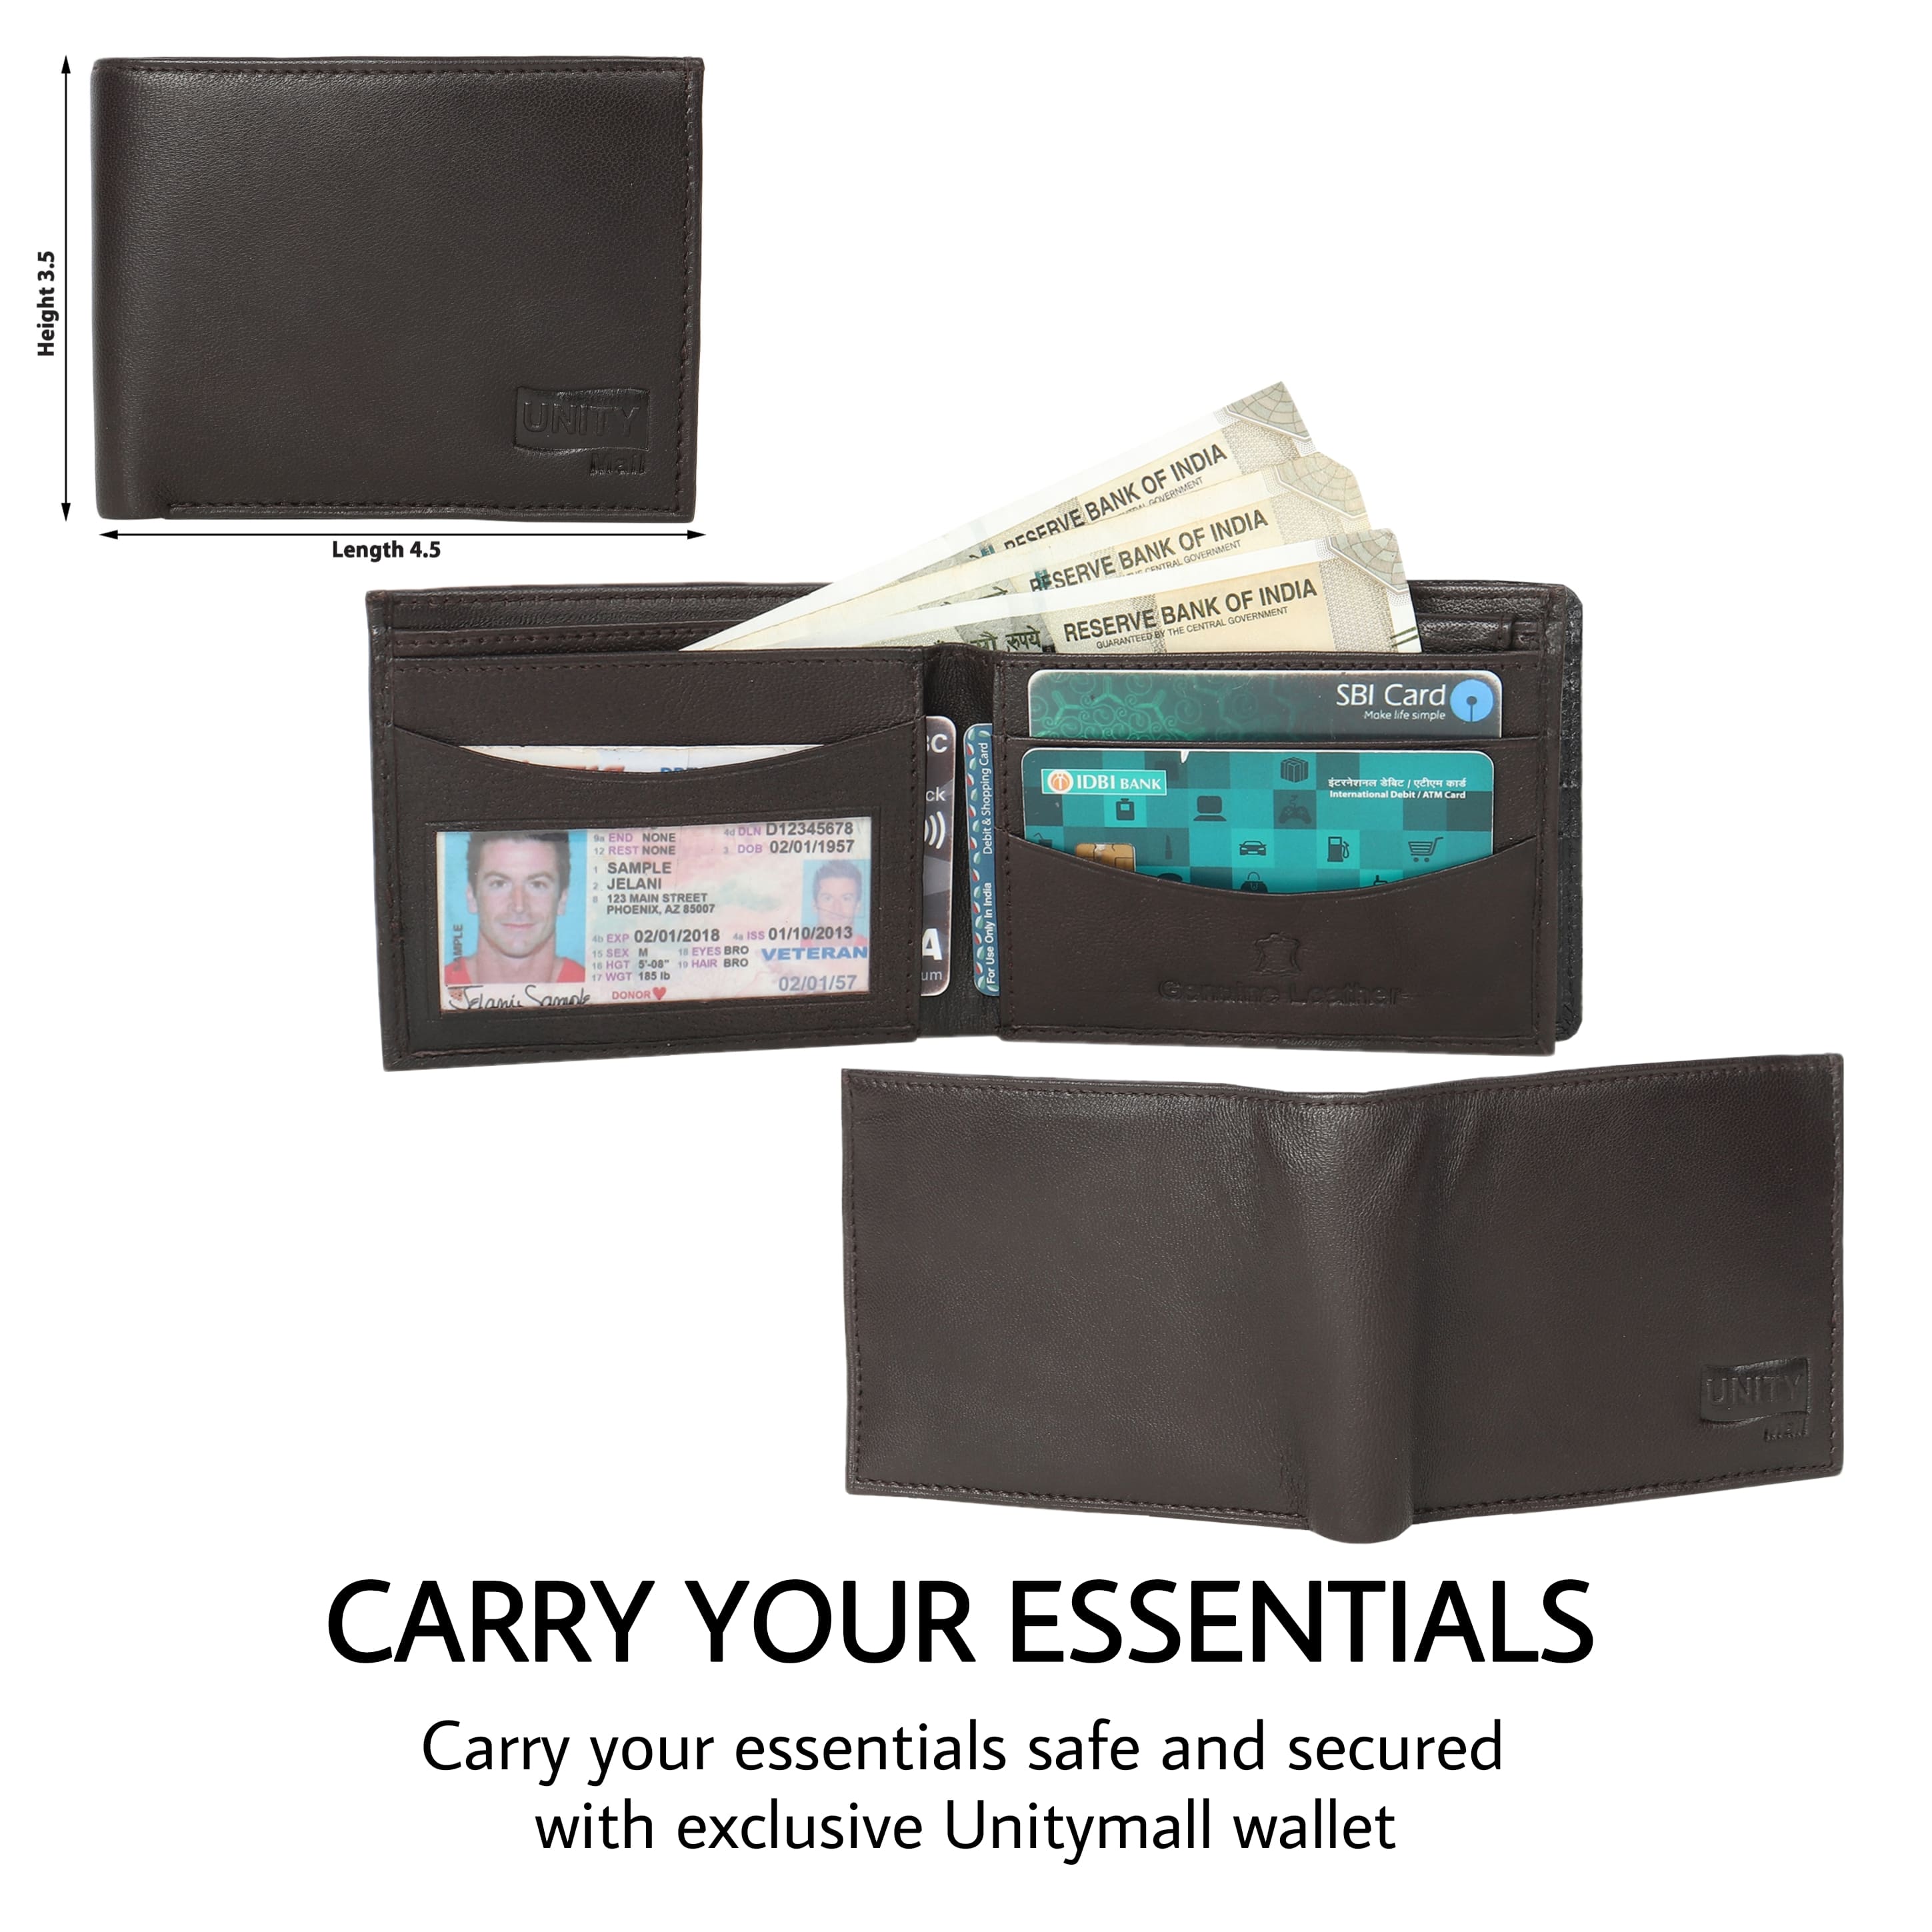 Height 3.5
UNITY
Mall
Length 4.5
RESERVE BANK OF INDIA
CENTRAL GOVERNMENT
RESERVE BANK OF INDIA
THE CENTRAL GOVERNMENT
RESERVE BANK OF INDIA
GUARANTEED BY THE CENTRAL GOVERNMENT
रुपये
9a END NONE
12 REST NONE
4d DLN D12345678
3. DOB 02/01/1957
1 SAMPLE
2 JELANI
8 123 MAIN STREET
PHOENIX, AZ 85007
4b EXP 02/01/2018 4a ISS 01/10/2013
15 SEX M 18 EYES BRO
16 HGT 5'-08" 19 HAIR BRO
17 WGT 185 lb
VETERAN
02/01/57
DONOR
SAMPLE
Jelani Sample
Debit & Shopping Card
For Use Only In India
SBI Card
Make life simple
IDBI BANK
इंटरनेशनल डेबिट / एटीएम कार्ड
International Debit / ATM Card
Genuine Leather
UNITY
CARRY YOUR ESSENTIALS
Carry your essentials safe and secured
with exclusive Unitymall wallet